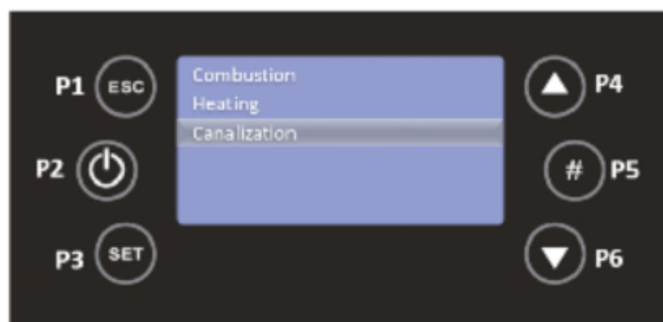 P1 ESC
Combustion
Heating
Canalization
P4
P2
# P5
P3 SET
P6